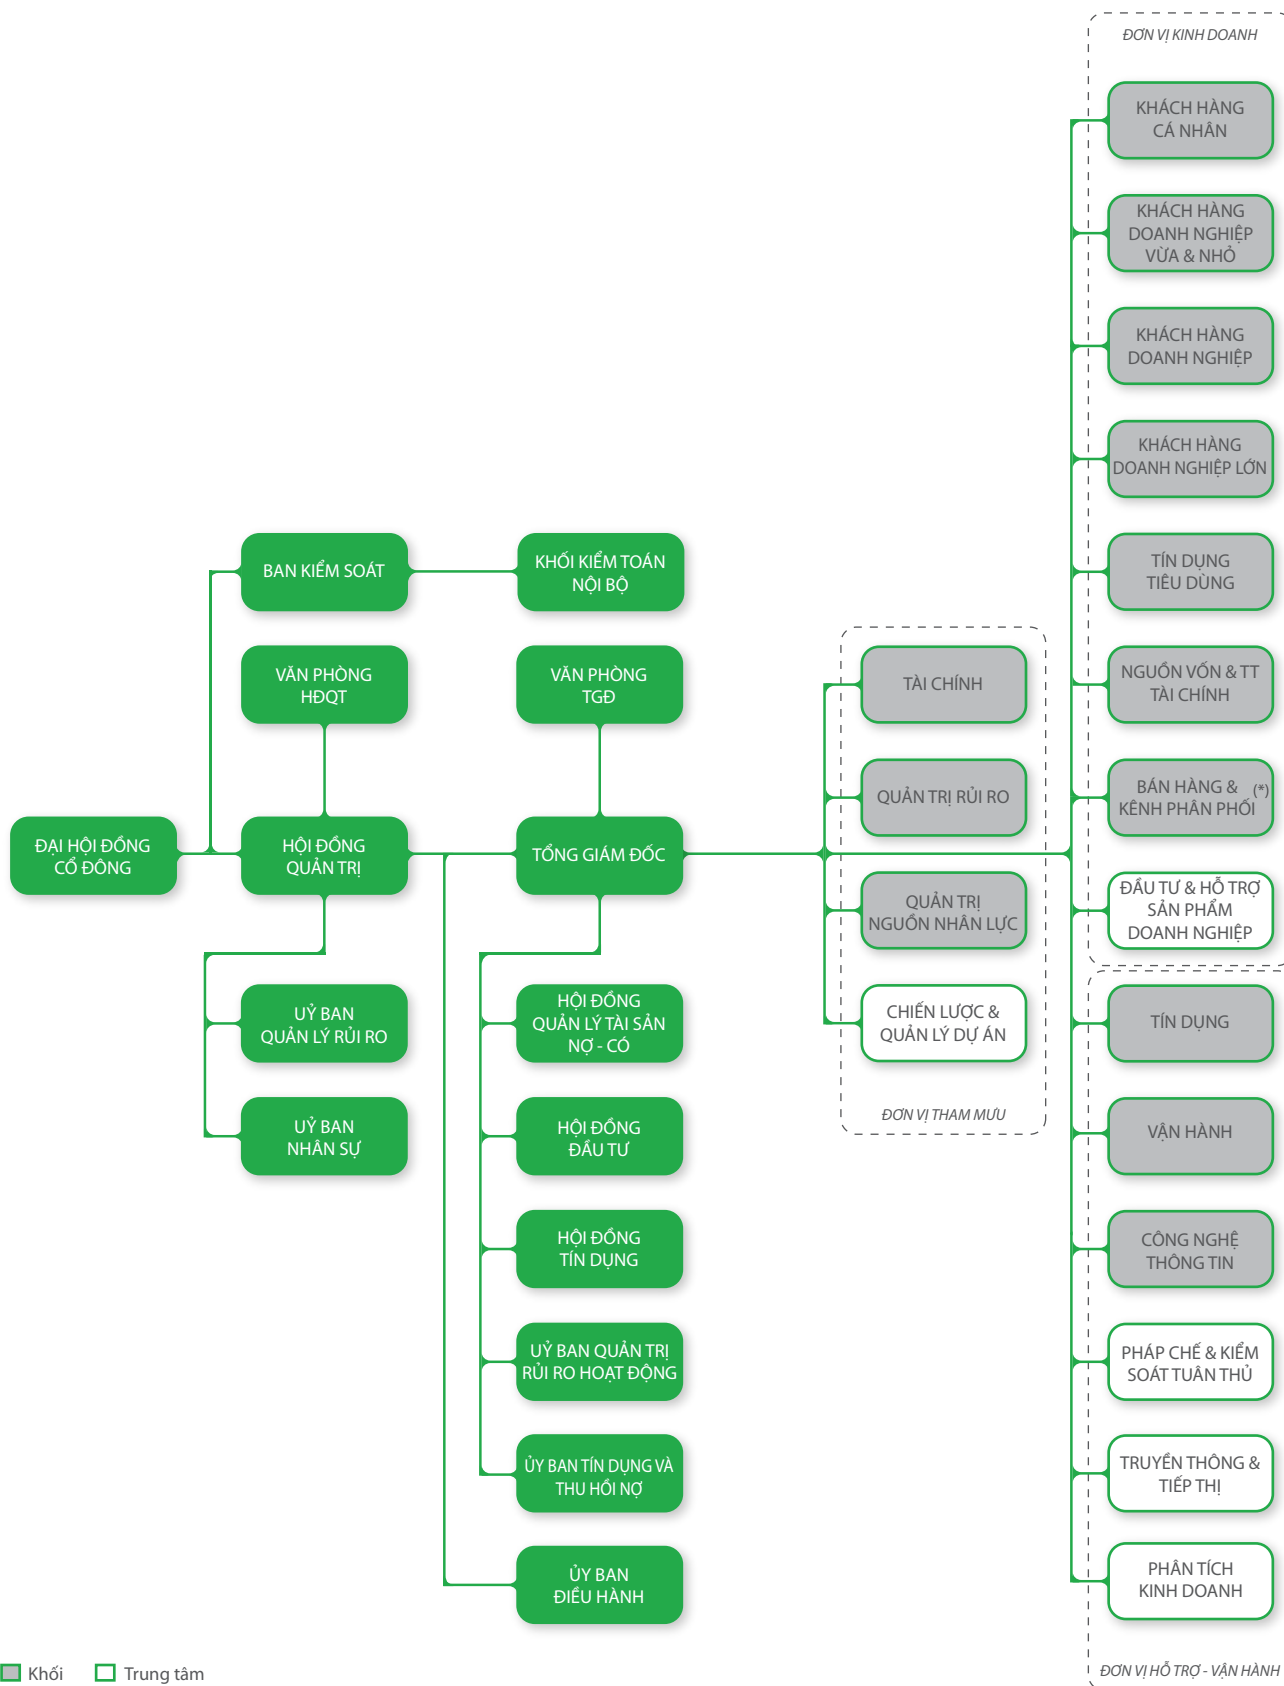 ĐƠN VỊ KINH DOANH
KHÁCH HÀNG
CÁ NHÂN
KHÁCH HÀNG
DOANH NGHIỆP
VỪA & NHỎ
KHÁCH HÀNG
DOANH NGHIỆP
KHÁCH HÀNG
DOANH NGHIỆP LỚN
TÍN DỤNG
TIÊU DÙNG
NGUỒN VỐN & TT
TÀI CHÍNH
BÁN HÀNG & (*)
KÊNH PHÂN PHỐI
ĐẦU TƯ & HỖ TRỢ
SẢN PHẨM
DOANH NGHIỆP
BAN KIỂM SOÁT
KHỐI KIỂM TOÁN
NỘI BỘ
VĂN PHÒNG
HĐQT
VĂN PHÒNG
TGĐ
ĐẠI HỘI ĐỒNG
CỔ ĐÔNG
HỘI ĐỒNG
QUẢN TRỊ
TỔNG GIÁM ĐỐC
UỶ BAN
QUẢN LÝ RỦI RO
UỶ BAN
NHÂN SỰ
HỘI ĐỒNG
QUẢN LÝ TÀI SẢN
NỢ - CÓ
HỘI ĐỒNG
ĐẦU TƯ
HỘI ĐỒNG
TÍN DỤNG
UỶ BAN QUẢN TRỊ
RỦI RO HOẠT ĐỘNG
ỦY BAN TÍN DỤNG VÀ
THU HỒI NỢ
ỦY BAN
ĐIỀU HÀNH
TÀI CHÍNH
QUẢN TRỊ RỦI RO
QUẢN TRỊ
NGUỒN NHÂN LỰC
CHIẾN LƯỢC &
QUẢN LÝ DỰ ÁN
ĐƠN VỊ THAM MƯU
TÍN DỤNG
VẬN HÀNH
CÔNG NGHỆ
THÔNG TIN
PHÁP CHẾ & KIỂM
SOÁT TUÂN THỦ
TRUYỀN THÔNG &
TIẾP THỊ
PHÂN TÍCH
KINH DOANH
ĐƠN VỊ HỖ TRỢ - VẬN HÀNH
Khối
Trung tâm